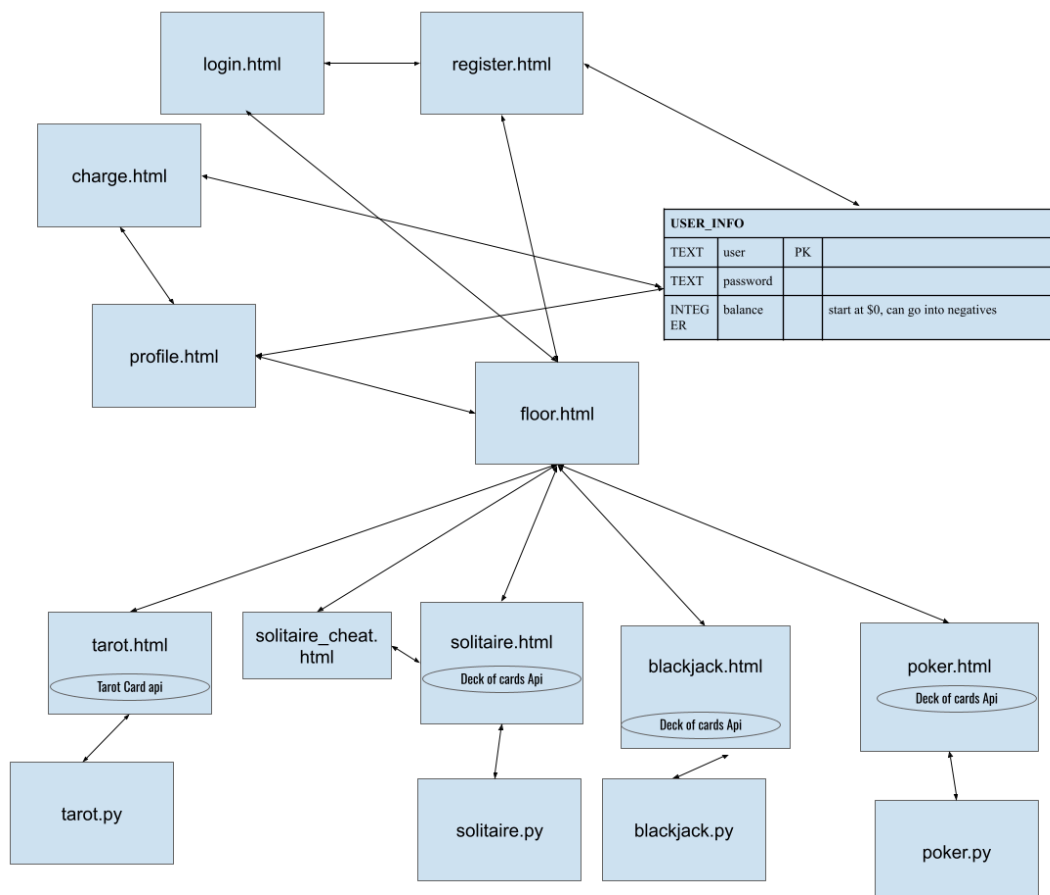 login.html
register.html
charge.html
USER_INFO
TEXT user PK
TEXT password
INTEG
ER balance start at $0, can go into negatives
profile.html
floor.html
tarot.html
Tarot Card api
solitaire_cheat.
html
solitaire.html
Deck of cards Api
blackjack.html
Deck of cards Api
poker.html
Deck of cards Api
tarot.py
solitaire.py
blackjack.py
poker.py